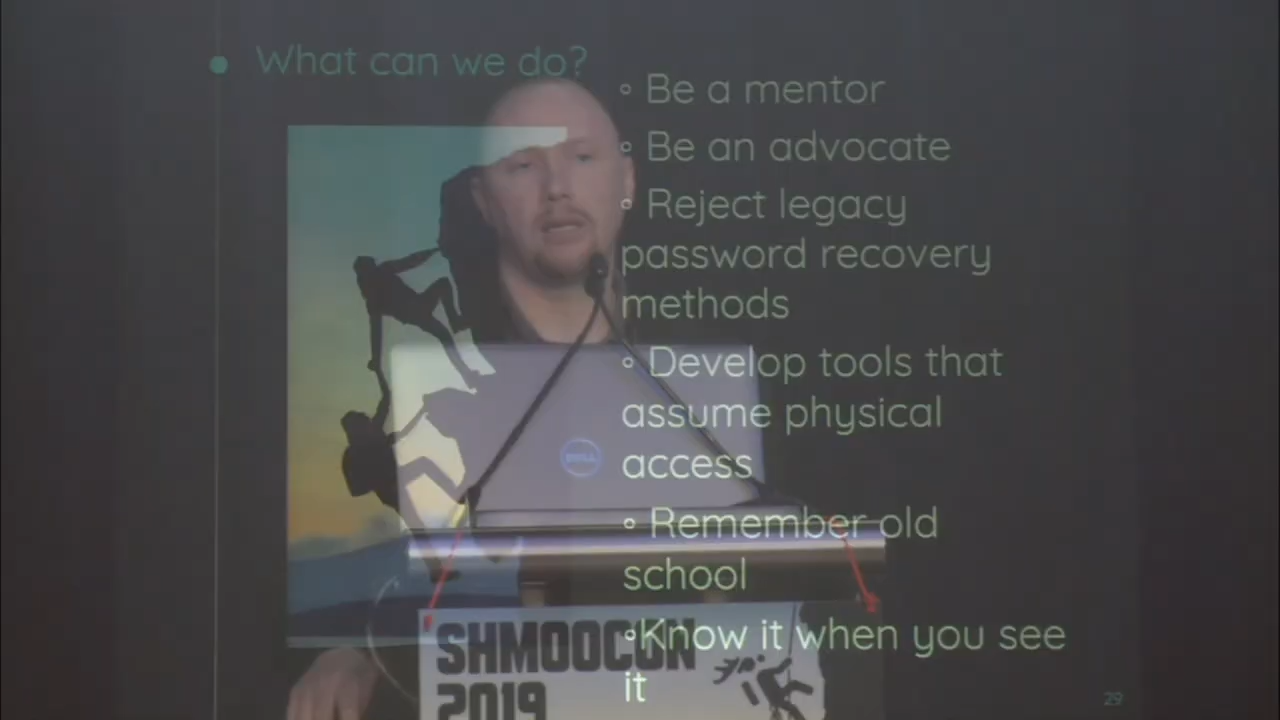 What can we do?
Be a mentor
Be an advocate
Reject legacy
password recovery
methods
Develop tools that
assume physical
access
Remember old
school
Know it when you see
it
DELL
SHMOOCON
2019
29